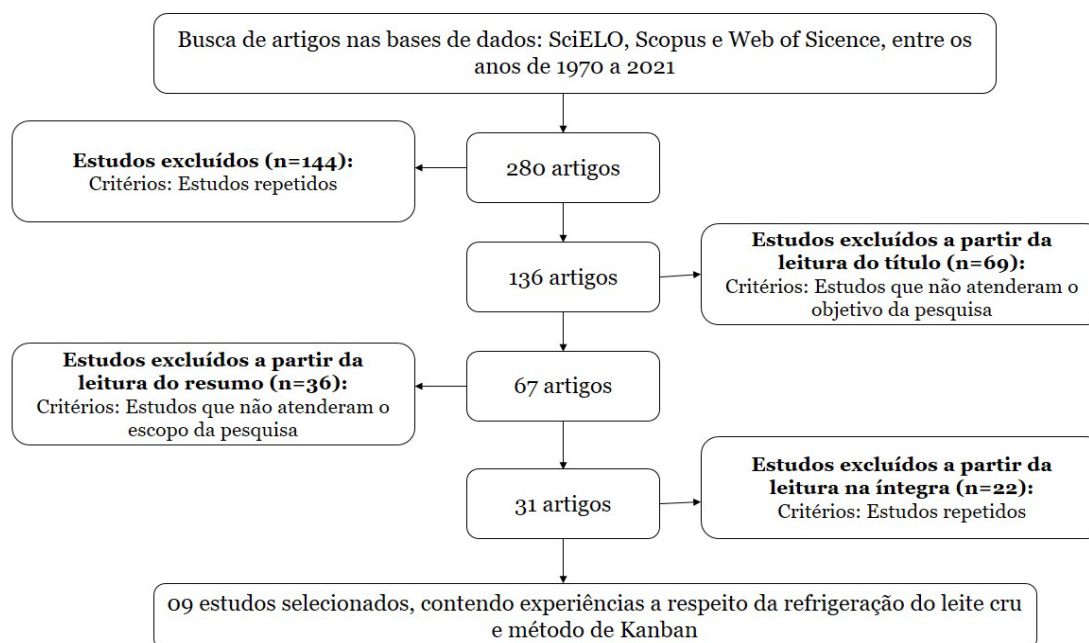 Busca de artigos nas bases de dados: SciELO, Scopus e Web of Sicence, entre os
anos de 1970 a 2021
Estudos excluídos (n=144):
Critérios: Estudos repetidos
280 artigos
136 artigos
Estudos excluídos a partir da
leitura do título (n=69):
Critérios: Estudos que não atenderam o
objetivo da pesquisa
Estudos excluídos a partir da
leitura do resumo (n=36):
Critérios: Estudos que não atenderam o
escopo da pesquisa
67 artigos
31 artigos
Estudos excluídos a partir da
leitura na íntegra (n=22):
Critérios: Estudos repetidos
09 estudos selecionados, contendo experiências a respeito da refrigeração do leite cru
e método de Kanban